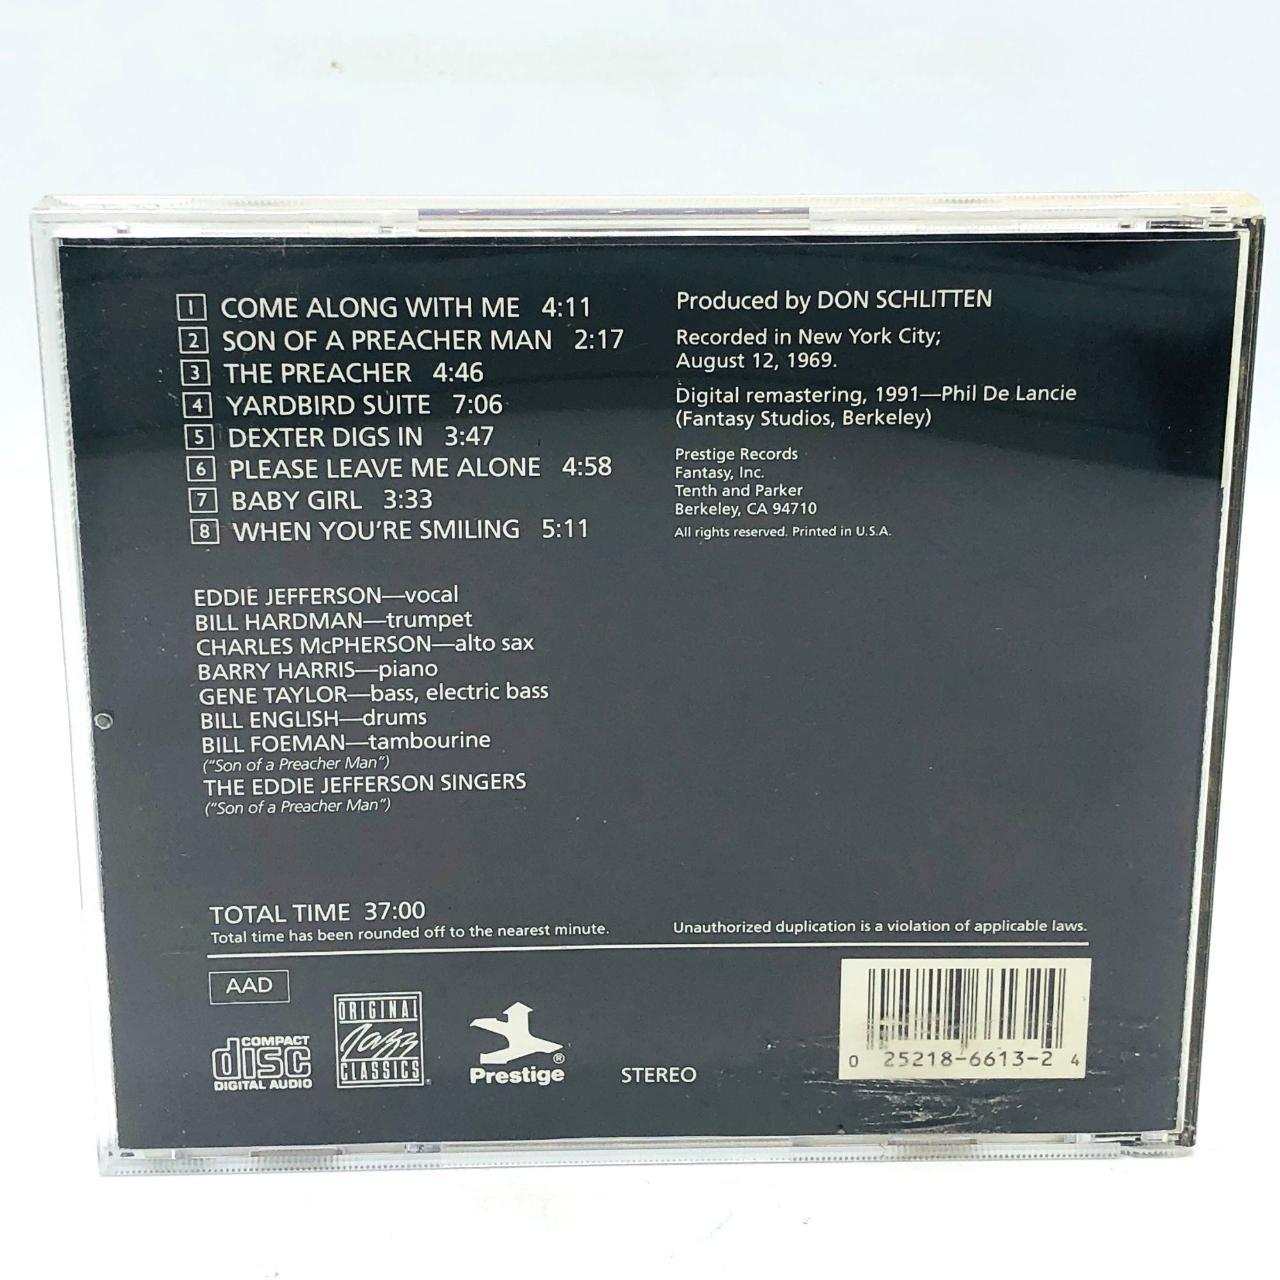 1 COME ALONG WITH ME 4:11
2 SON OF A PREACHER MAN 2:17
3 THE PREACHER 4:46
4 YARDBIRD SUITE 7:06
5 DEXTER DIGS IN 3:47
6 PLEASE LEAVE ME ALONE 4:58
7 BABY GIRL 3:33
8 WHEN YOU'RE SMILING 5:11
EDDIE JEFFERSON—vocal
BILL HARDMAN—trumpet
CHARLES McPHERSON—alto sax
BARRY HARRIS—piano
GENE TAYLOR—bass, electric bass
BILL ENGLISH—drums
BILL FOEMAN—tambourine
("Son of a Preacher Man")
THE EDDIE JEFFERSON SINGERS
("Son of a Preacher Man")
Produced by DON SCHLITTEN
Recorded in New York City;
August 12, 1969.
Digital remastering, 1991—Phil De Lancie
(Fantasy Studios, Berkeley)
Prestige Records
Fantasy, Inc.
Tenth and Parker
Berkeley, CA 94710
All rights reserved. Printed in U.S.A.
TOTAL TIME 37:00
Total time has been rounded off to the nearest minute.
Unauthorized duplication is a violation of applicable laws.
AAD
COMPACT
disc
DIGITAL AUDIO
ORIGINAL
Jazz
CLASSICS
®
Prestige
STEREO
0 25218-6613-2 4